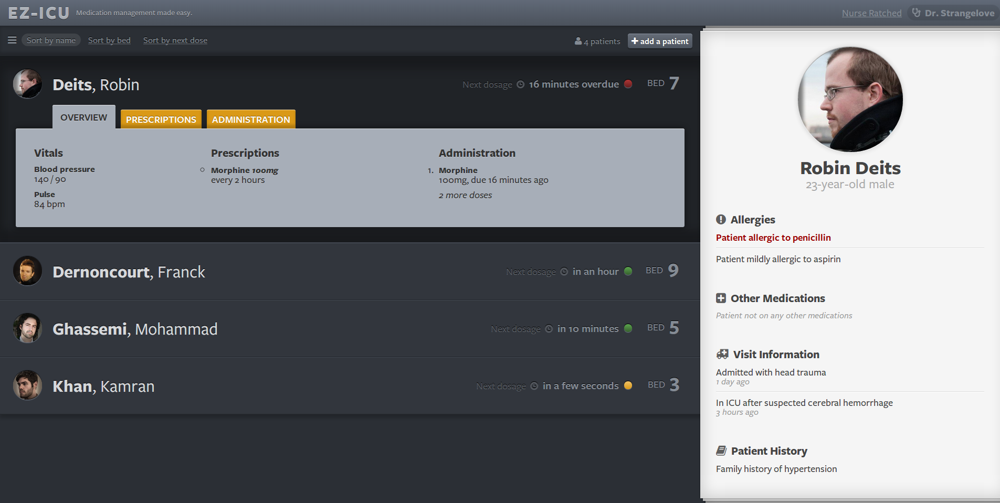 EZ-ICU Medication management made easy. Nurse Ratched Dr. Strangelove
Sort by name Sort by bed Sort by next dose 4 patients + add a patient
Deits, Robin Next dosage 16 minutes overdue BED 7
OVERVIEW PRESCRIPTIONS ADMINISTRATION
Vitals
Blood pressure
140 / 90
Pulse
84 bpm
Prescriptions
Morphine 100mg
every 2 hours
Administration
1. Morphine
100mg, due 16 minutes ago
2 more doses
Dernoncourt, Franck Next dosage in an hour BED 9
Ghassemi, Mohammad Next dosage in 10 minutes BED 5
Khan, Kamran Next dosage in a few seconds BED 3
Robin Deits
23-year-old male
Allergies
Patient allergic to penicillin
Patient mildly allergic to aspirin
Other Medications
Patient not on any other medications
Visit Information
Admitted with head trauma
1 day ago
In ICU after suspected cerebral hemorrhage
3 hours ago
Patient History
Family history of hypertension